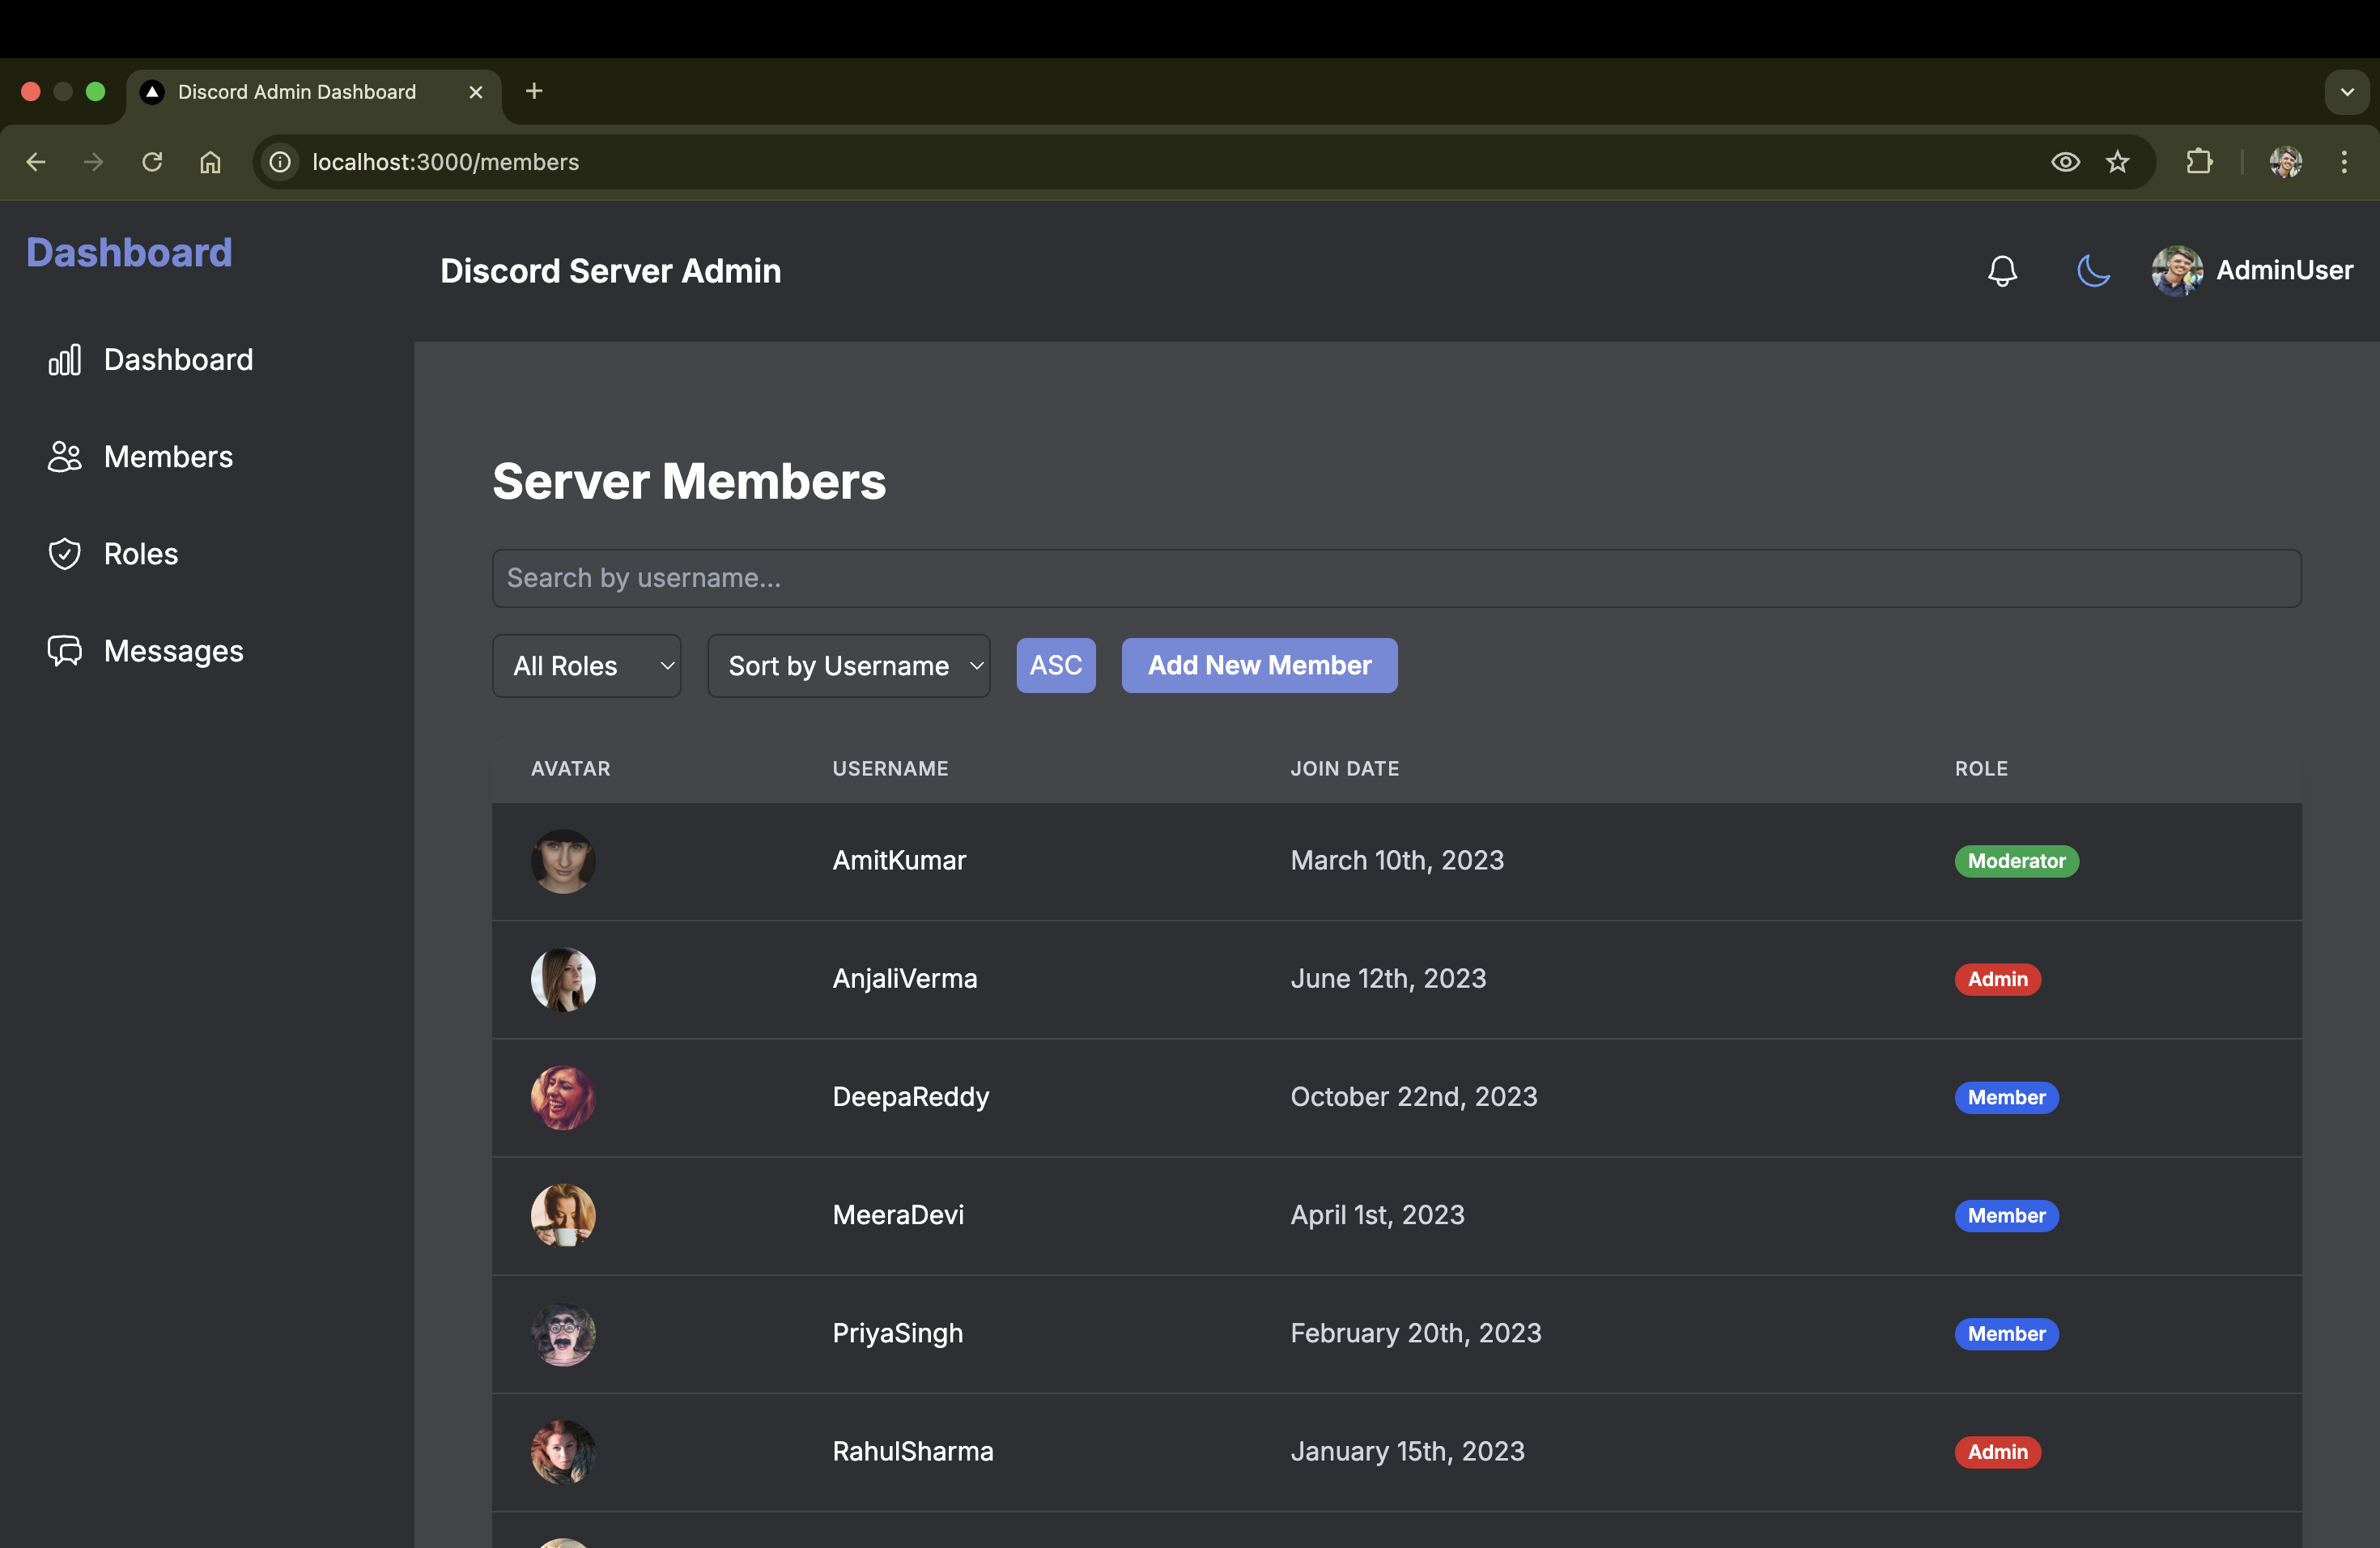 Discord Admin Dashboard
localhost:3000/members
Dashboard
Discord Server Admin
AdminUser
Dashboard
Members
Roles
Messages
Server Members
Search by username...
All Roles
Sort by Username
ASC
Add New Member
AVATAR USERNAME JOIN DATE ROLE
AmitKumar March 10th, 2023 Moderator
AnjaliVerma June 12th, 2023 Admin
DeepaReddy October 22nd, 2023 Member
MeeraDevi April 1st, 2023 Member
PriyaSingh February 20th, 2023 Member
RahulSharma January 15th, 2023 Admin